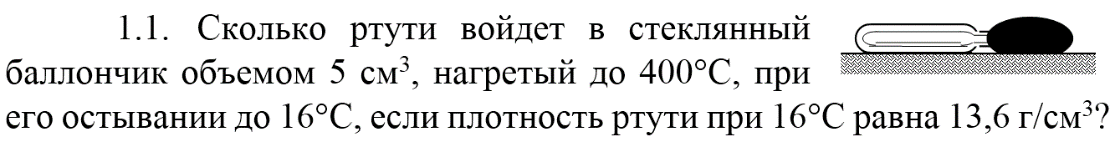 1.1. Сколько ртути войдет в стеклянный
баллончик объемом 5 см³, нагретый до 400°С, при
его остывании до 16°С, если плотность ртути при 16°С равна 13,6 г/см³?